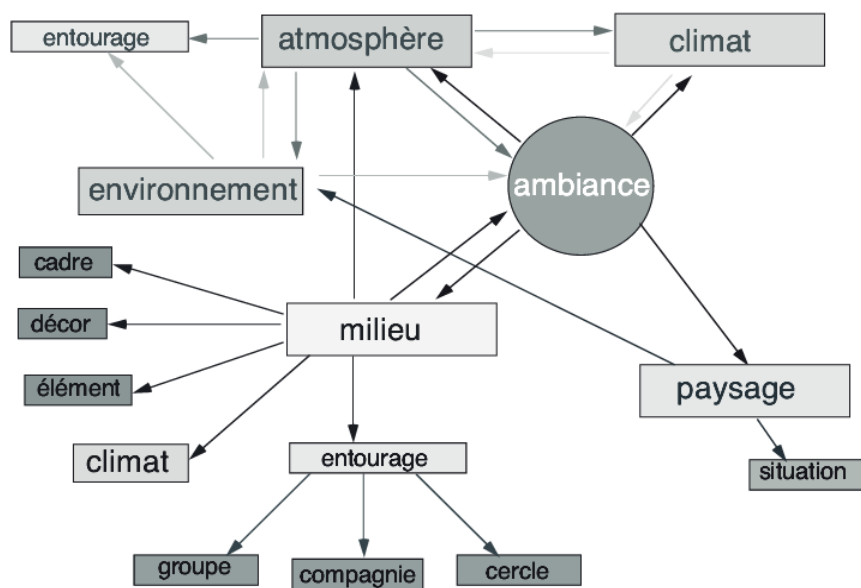 entourage
atmosphère
climat
environnement
ambiance
cadre
décor
milieu
élément
paysage
climat
entourage
situation
groupe
compagnie
cercle